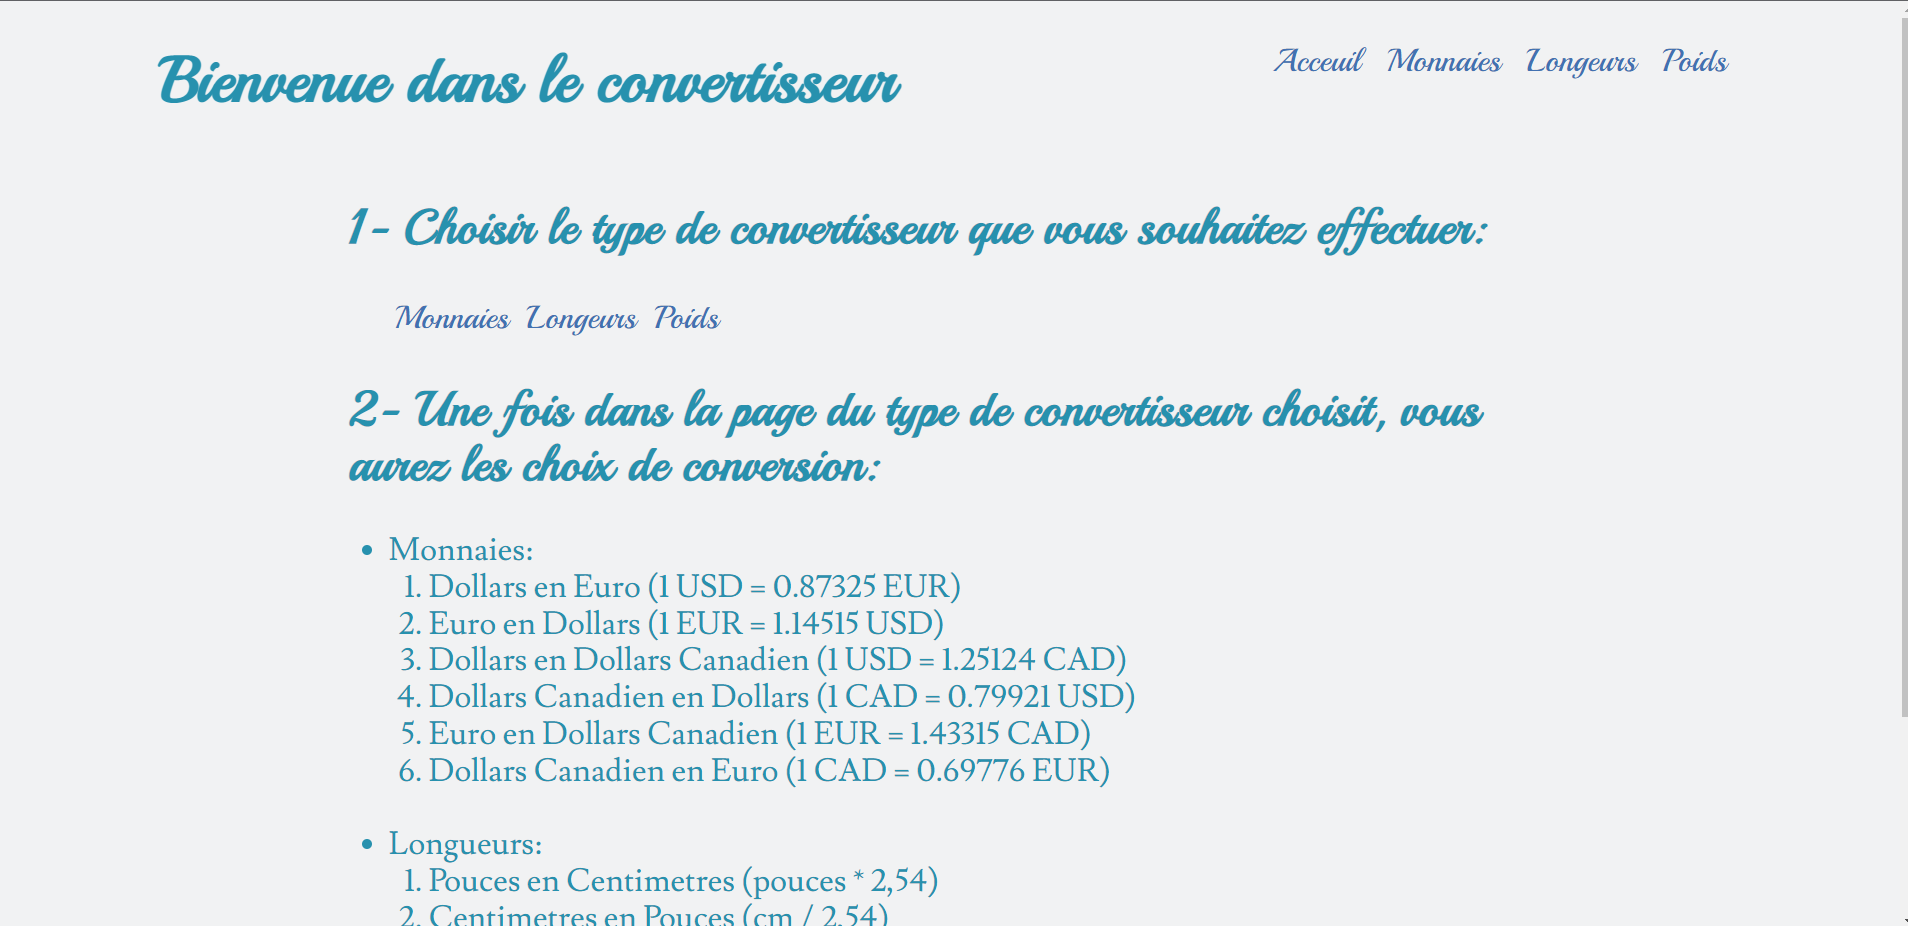 Bienvenue dans le convertisseur
Acceuil Monnaies Longeurs Poids
1- Choisir le type de convertisseur que vous souhaitez effectuer:
Monnaies Longeurs Poids
2- Une fois dans la page du type de convertisseur choisit, vous
aurez les choix de conversion:
• Monnaies:
1. Dollars en Euro (1 USD = 0.87325 EUR)
2. Euro en Dollars (1 EUR = 1.14515 USD)
3. Dollars en Dollars Canadien (1 USD = 1.25124 CAD)
4. Dollars Canadien en Dollars (1 CAD = 0.79921 USD)
5. Euro en Dollars Canadien (1 EUR = 1.43315 CAD)
6. Dollars Canadien en Euro (1 CAD = 0.69776 EUR)
• Longueurs:
1. Pouces en Centimetres (pouces * 2,54)
2. Centimetres en Pouces (cm / 2,54)